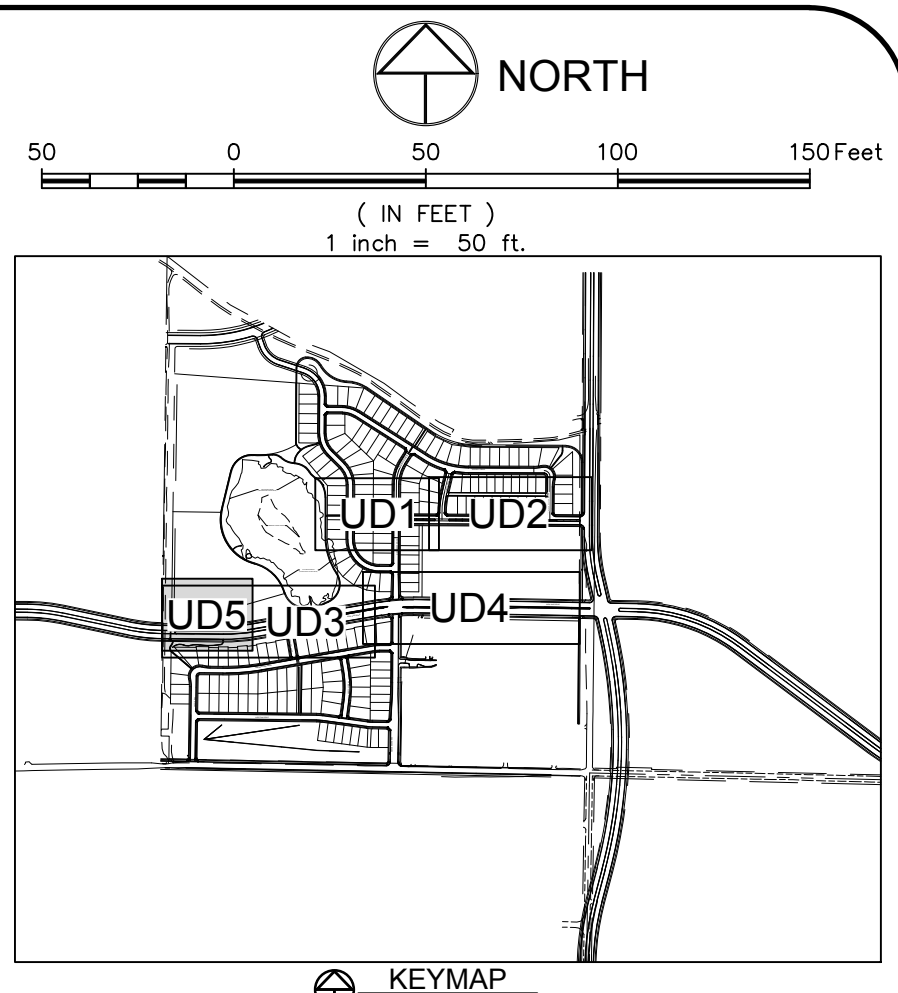 NORTH
50 0 50 100 150 Feet
( IN FEET )
1 inch = 50 ft.
UD1 UD2
UD5 UD3 UD4
KEYMAP